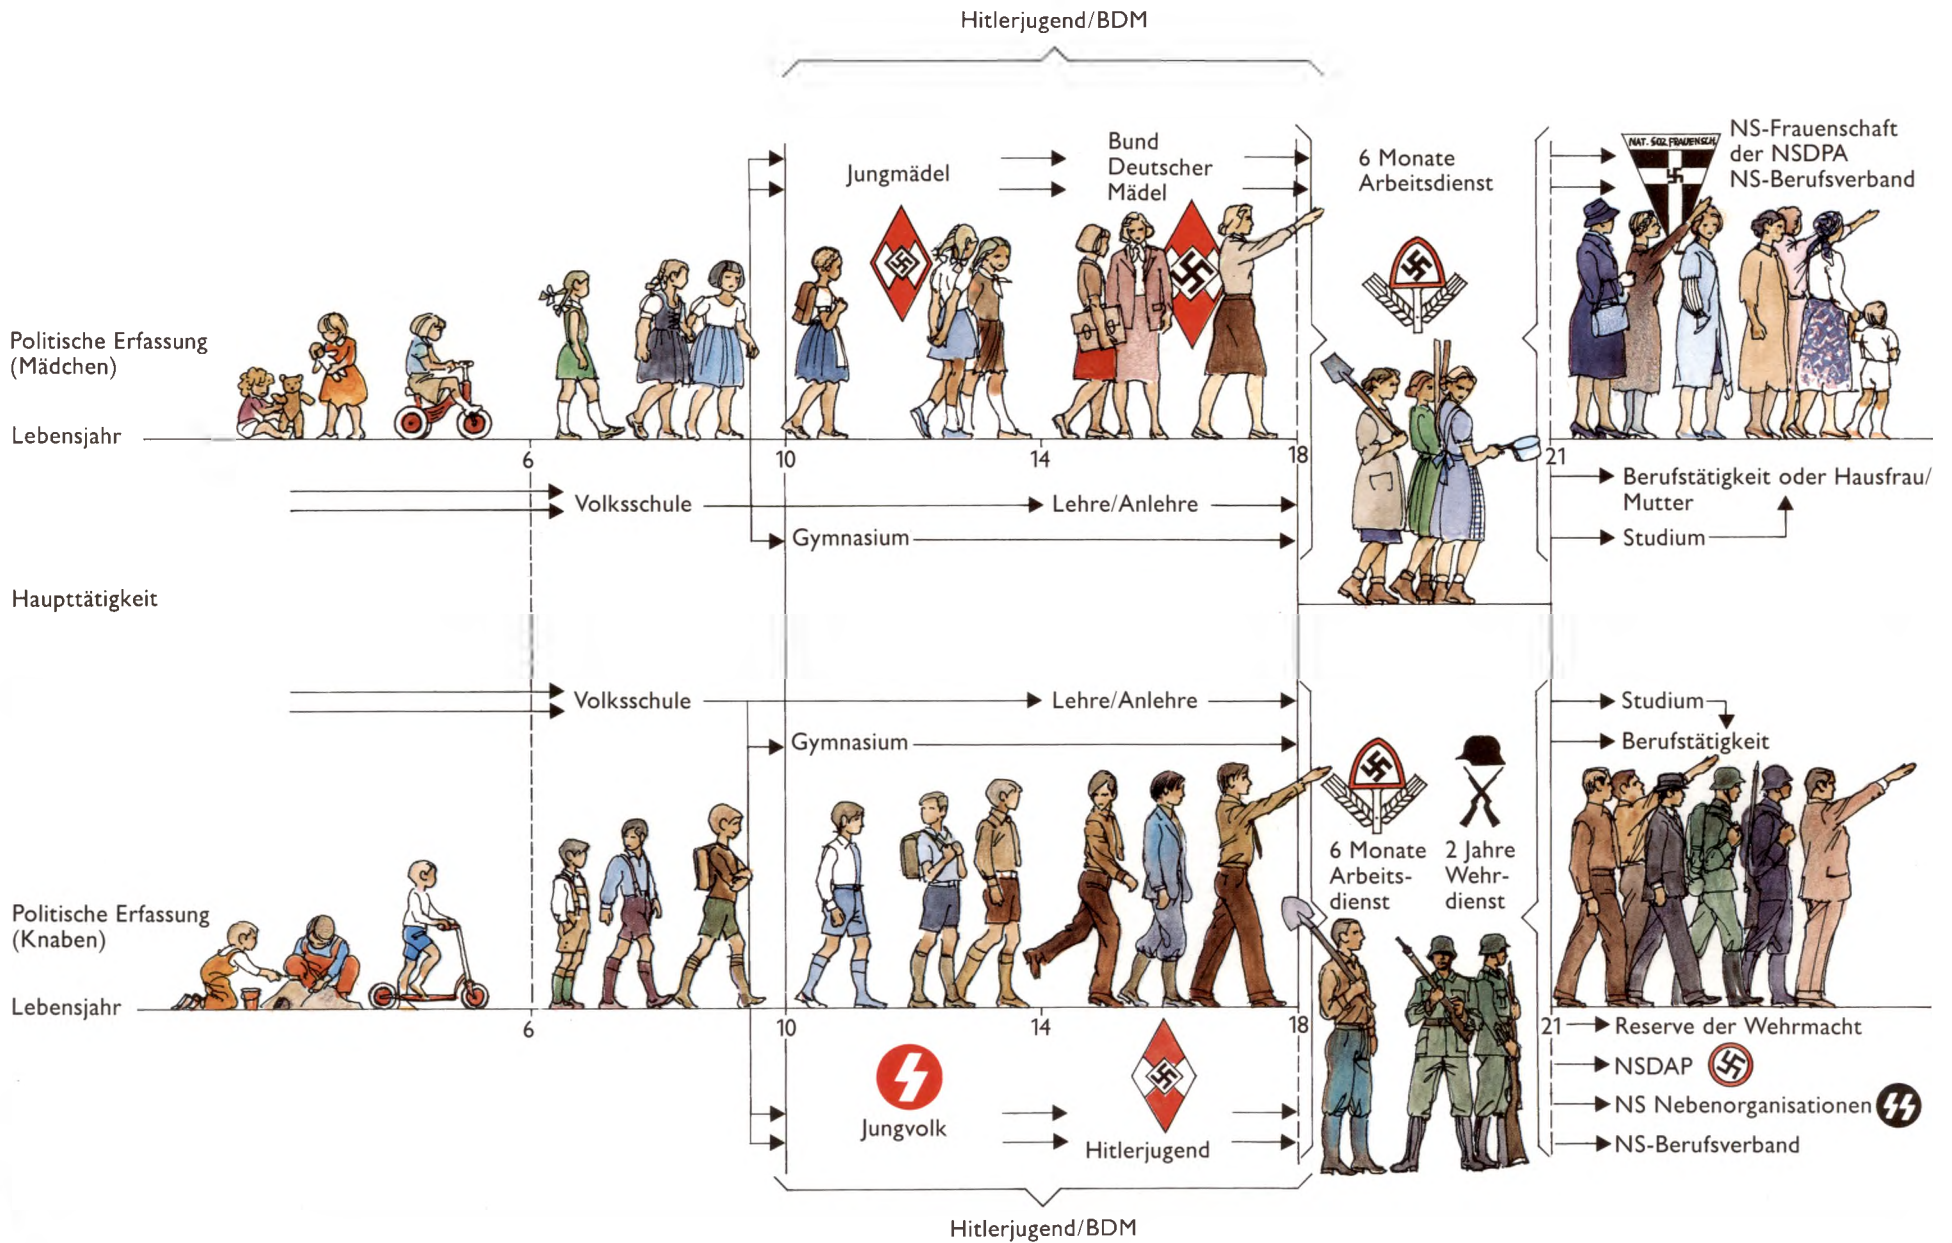 Hitlerjugend/BDM
Jungmädel
Bund
Deutscher
Mädel
6 Monate
Arbeitsdienst
NAT. SOZ. FRAUENSCH.
NS-Frauenschaft
der NSDPA
NS-Berufsverband
Politische Erfassung
(Mädchen)
Lebensjahr
6
10
14
18
21
Volksschule
Lehre/Anlehre
Gymnasium
Berufstätigkeit oder Hausfrau/
Mutter
Studium
Haupttätigkeit
Volksschule
Lehre/Anlehre
Gymnasium
Studium
Berufstätigkeit
6 Monate
Arbeits-
dienst
2 Jahre
Wehr-
dienst
Politische Erfassung
(Knaben)
Lebensjahr
6
10
14
18
21
Jungvolk
Hitlerjugend
Reserve der Wehrmacht
NSDAP
NS Nebenorganisationen
NS-Berufsverband
Hitlerjugend/BDM